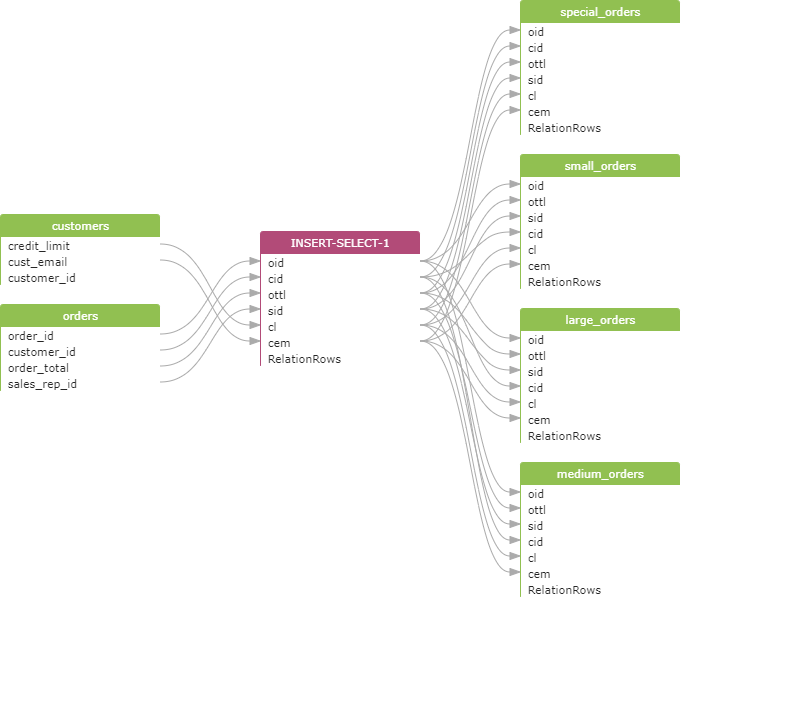 customers
credit_limit
cust_email
customer_id
orders
order_id
customer_id
order_total
sales_rep_id
INSERT-SELECT-1
oid
cid
ottl
sid
cl
cem
RelationRows
special_orders
oid
cid
ottl
sid
cl
cem
RelationRows
small_orders
oid
ottl
sid
cid
cl
cem
RelationRows
large_orders
oid
ottl
sid
cid
cl
cem
RelationRows
medium_orders
oid
ottl
sid
cid
cl
cem
RelationRows